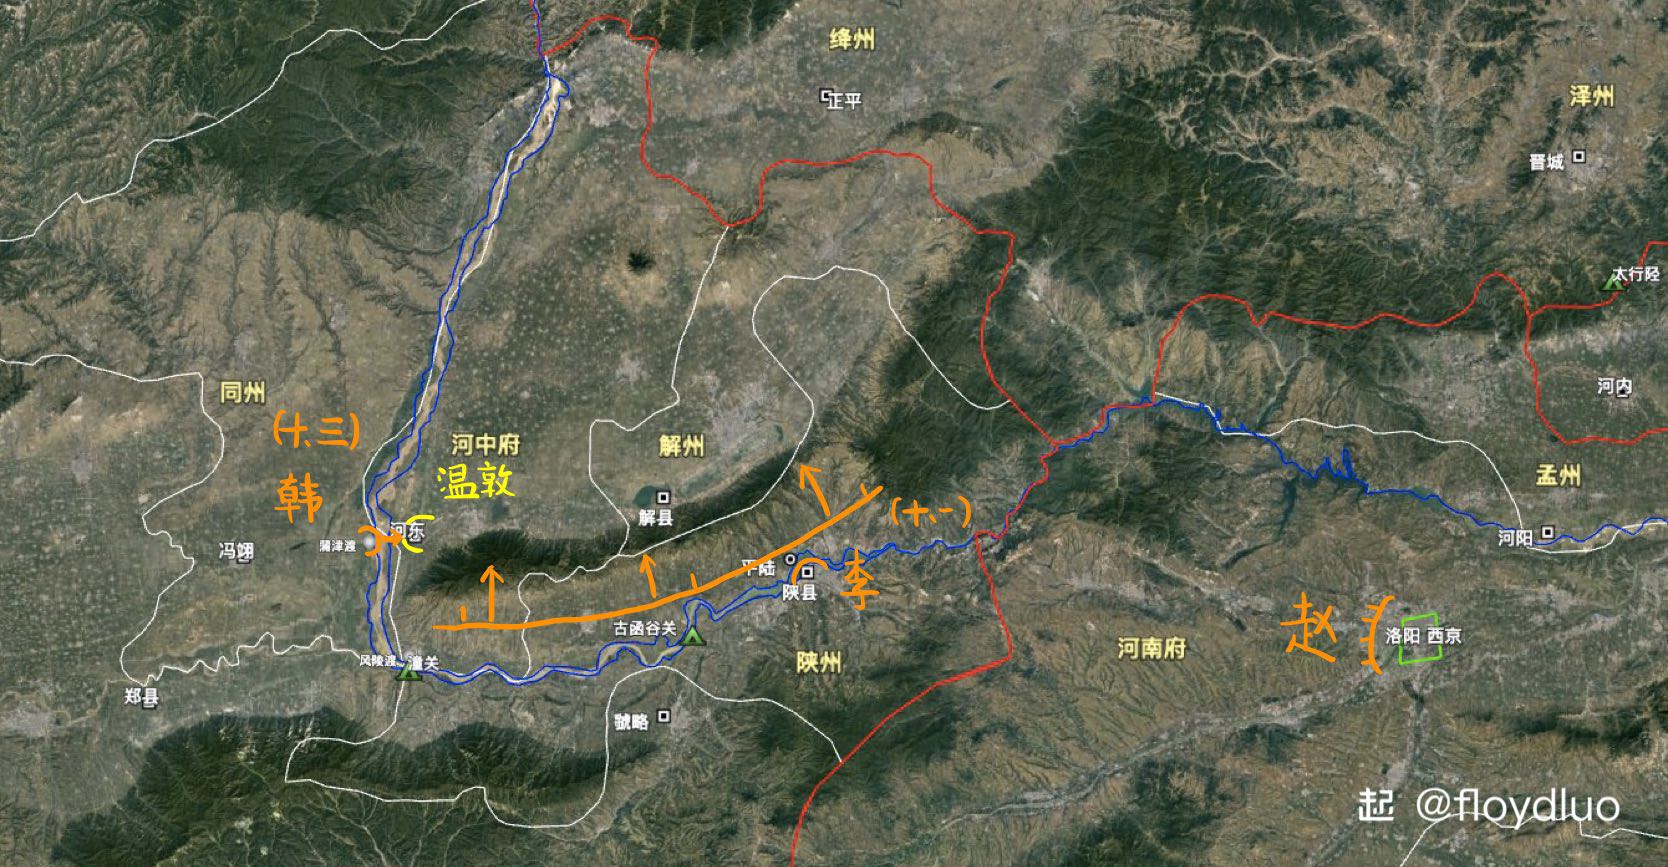 绛州
正平
泽州
晋城
太行陉
同州
河内
(十.三)
韩
河中府
温敦
解州
解县
孟州
河阳
(十.一)
河东
蒲津渡
冯翊
平陆
陕县
李
古函谷关
赵
洛阳 西京
风陵渡
潼关
陕州
河南府
郑县
虢略
起 @floydluo